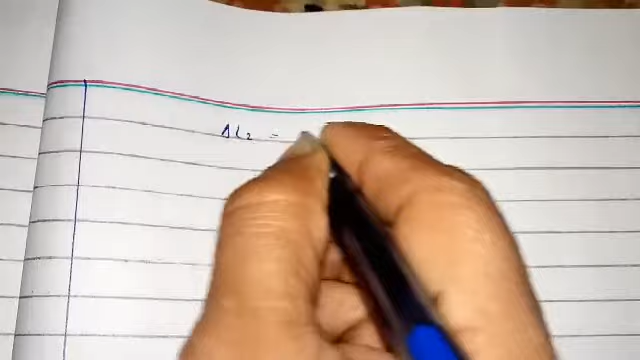 Δl₂ =